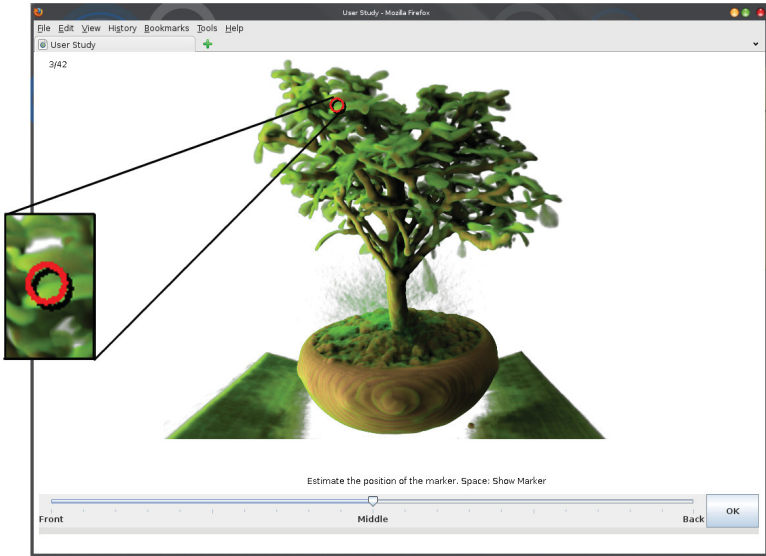 User Study - Mozilla Firefox
File Edit View History Bookmarks Tools Help
User Study
3/42
Estimate the position of the marker. Space: Show Marker
Front Middle Back
OK